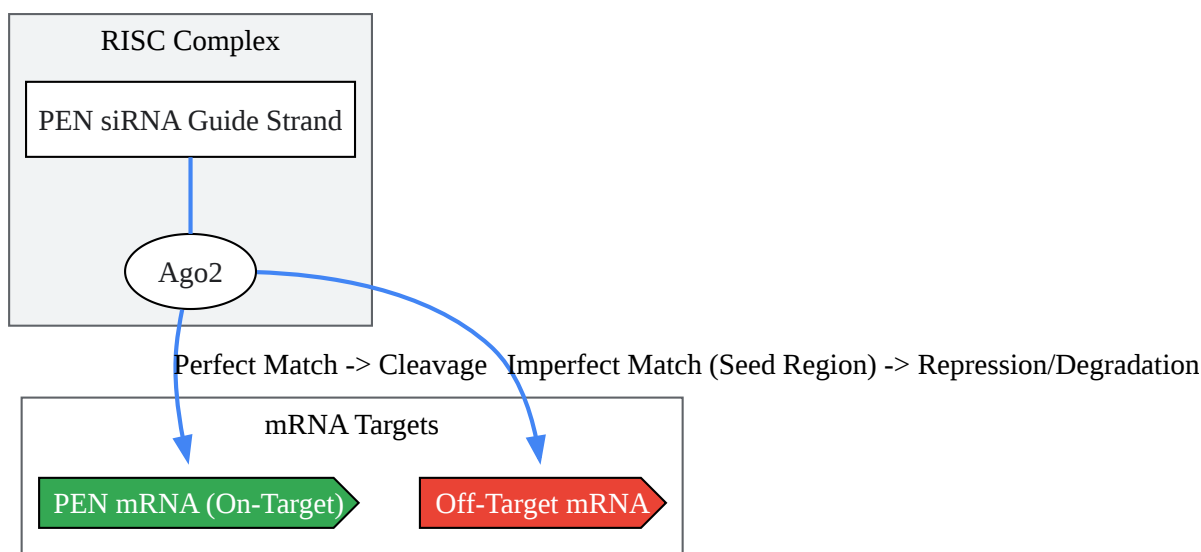 RISC Complex
PEN siRNA Guide Strand
Ago2
Perfect Match -> Cleavage
Imperfect Match (Seed Region) -> Repression/Degradation
mRNA Targets
PEN mRNA (On-Target)
Off-Target mRNA